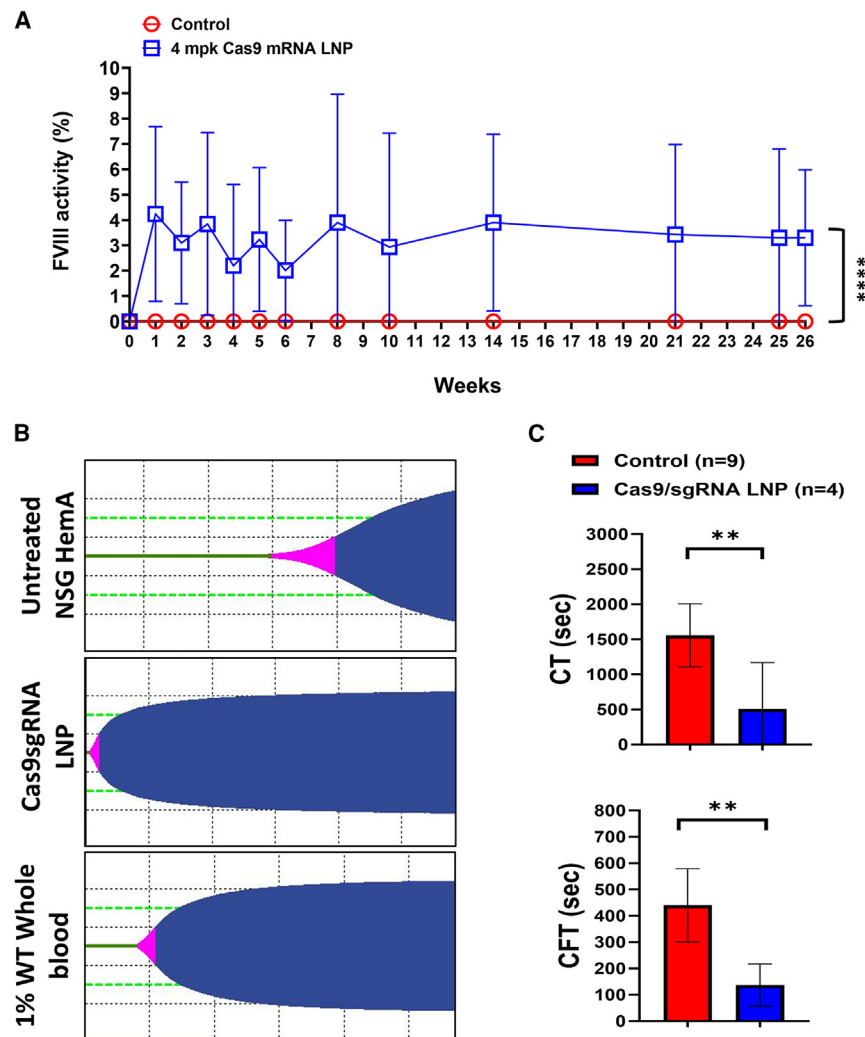 A
Control
4 mpk Cas9 mRNA LNP
FVIII activity (%)
10
9
8
7
6
5
4
3
2
1
0
0 1 2 3 4 5 6 7 8 9 10 11 12 13 14 15 16 17 18 19 20 21 22 23 24 25 26
Weeks
****
B
Untreated
NSG HemA
Cas9sgRNA
LNP
1% WT Whole
blood
C
Control (n=9)
Cas9/sgRNA LNP (n=4)
CT (sec)
3000
2500
2000
1500
1000
500
0
**
CFT (sec)
800
700
600
500
400
300
200
100
0
**